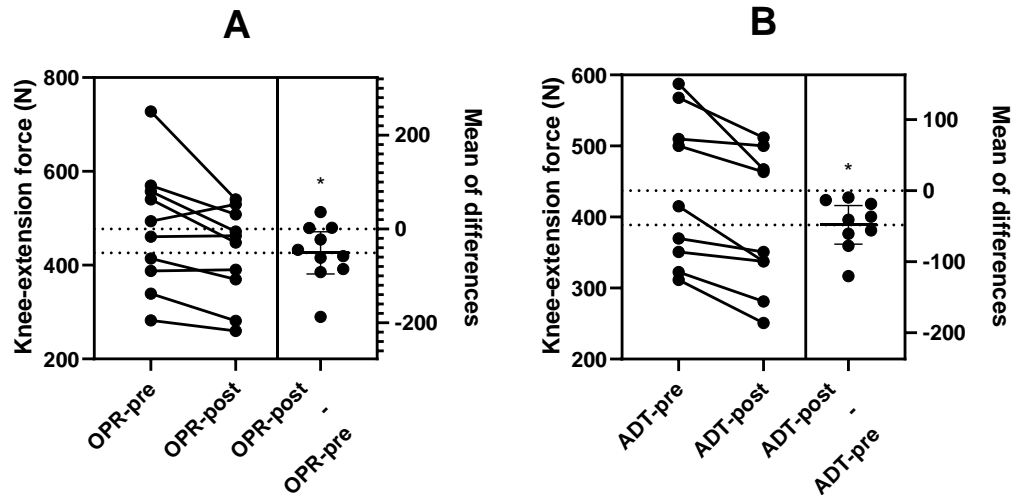 A
Knee-extension force (N)
800
600
400
200
200
0
-200
Mean of differences
*
OPR-pre
OPR-post
OPR-post
-
OPR-pre
B
Knee-extension force (N)
600
500
400
300
200
100
0
-100
-200
Mean of differences
*
ADT-pre
ADT-post
ADT-post
-
ADT-pre